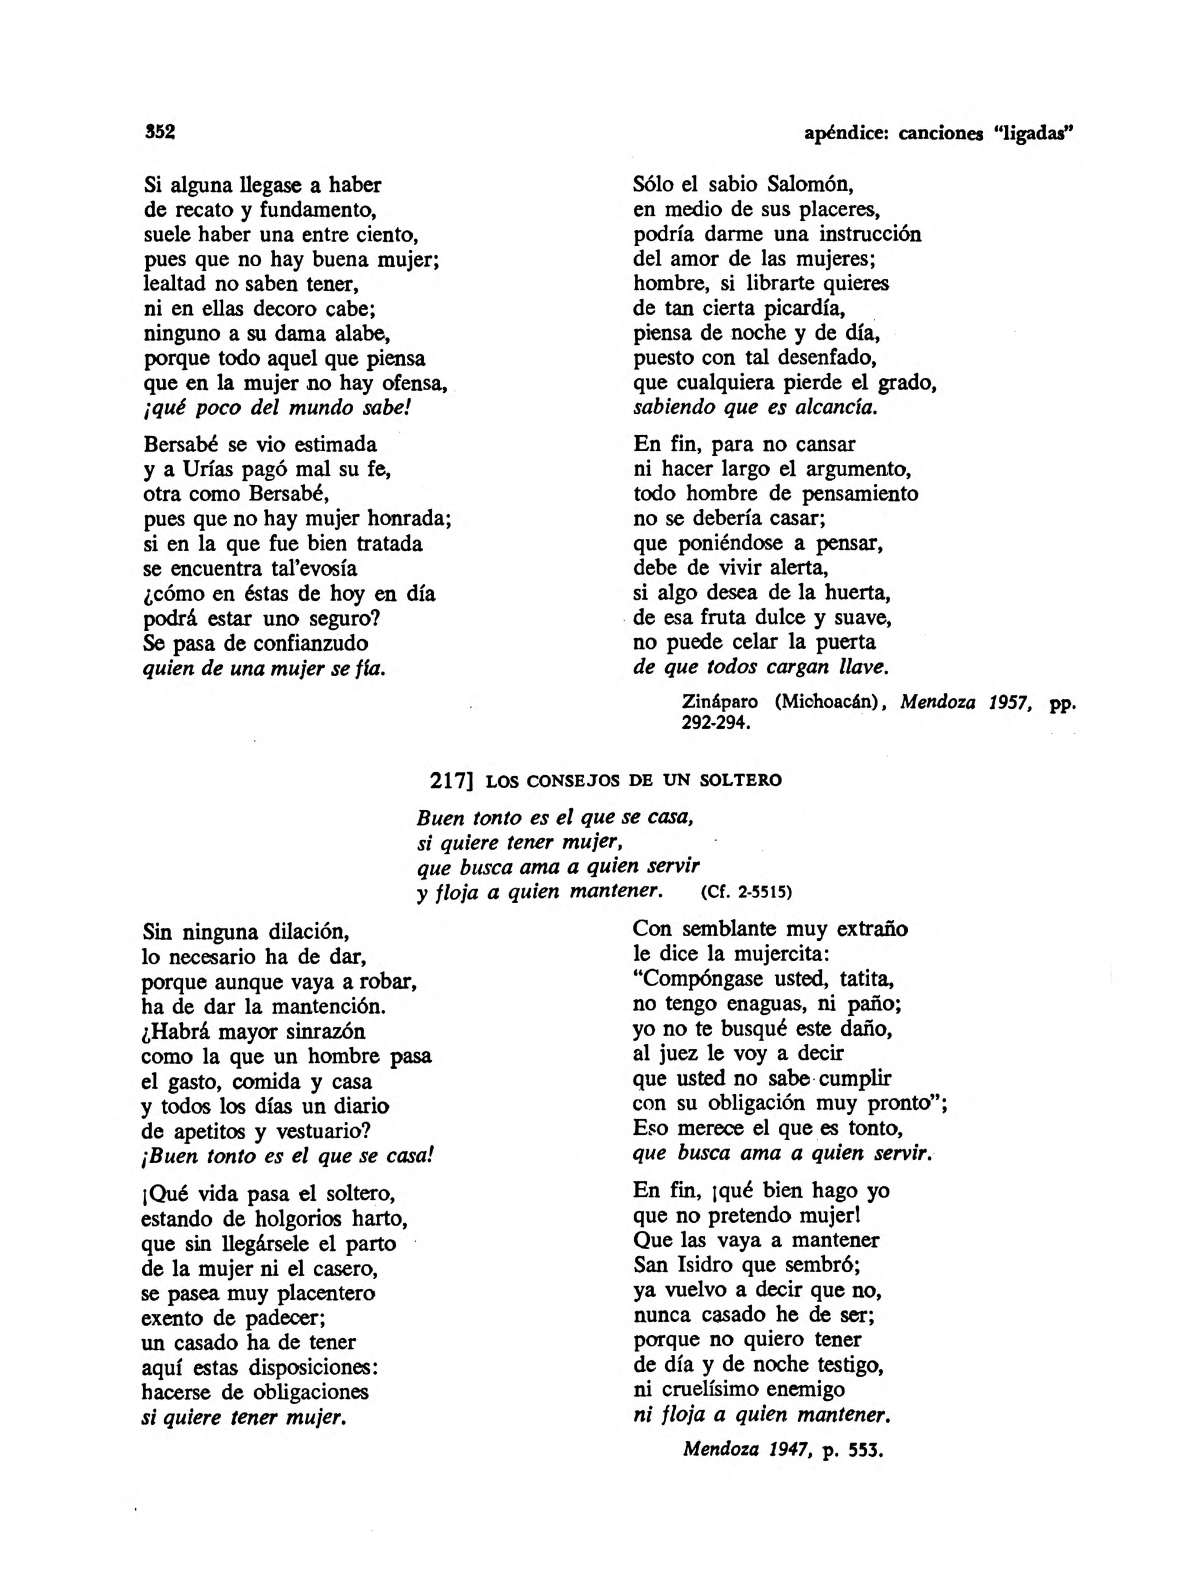 352
apéndice: canciones “ligadas”
Si alguna llegase a haber
de recato y fundamento,
suele haber una entre ciento,
pues que no hay buena mujer;
lealtad no saben tener,
ni en ellas decoro cabe;
ninguno a su dama alabe,
porque todo aquel que piensa
que en la mujer no hay ofensa,
¡qué poco del mundo sabe!
Bersabé se vio estimada
y a Urías pagó mal su fe,
otra como Bersabé,
pues que no hay mujer honrada;
si en la que fue bien tratada
se encuentra tal’evosía
¿cómo en éstas de hoy en día
podrá estar uno seguro?
Se pasa de confianzudo
quien de una mujer se fía.
Sólo el sabio Salomón,
en medio de sus placeres,
podría darme una instrucción
del amor de las mujeres;
hombre, si librarte quieres
de tan cierta picardía,
piensa de noche y de día,
puesto con tal desenfado,
que cualquiera pierde el grado,
sabiendo que es alcancía.
En fin, para no cansar
ni hacer largo el argumento,
todo hombre de pensamiento
no se debería casar;
que poniéndose a pensar,
debe de vivir alerta,
si algo desea de la huerta,
de esa fruta dulce y suave,
no puede celar la puerta
de que todos cargan llave.
Zináparo (Michoacán), Mendoza 1957, pp.
292-294.
217] LOS CONSEJOS DE UN SOLTERO
Buen tonto es el que se casa,
si quiere tener mujer,
que busca ama a quien servir
y floja a quien mantener. (Cf. 2-5515)
Sin ninguna dilación,
lo necesario ha de dar,
porque aunque vaya a robar,
ha de dar la mantención.
¿Habrá mayor sinrazón
como la que un hombre pasa
el gasto, comida y casa
y todos los días un diario
de apetitos y vestuario?
¡Buen tonto es el que se casa!
¡Qué vida pasa el soltero,
estando de holgorios harto,
que sin llegársele el parto
de la mujer ni el casero,
se pasea muy placentero
exento de padecer;
un casado ha de tener
aquí estas disposiciones:
hacerse de obligaciones
si quiere tener mujer.
Con semblante muy extraño
le dice la mujercita:
“Compóngase usted, tatita,
no tengo enaguas, ni paño;
yo no te busqué este daño,
al juez le voy a decir
que usted no sabe cumplir
con su obligación muy pronto”;
Eso merece el que es tonto,
que busca ama a quien servir.
En fin, ¡qué bien hago yo
que no pretendo mujer!
Que las vaya a mantener
San Isidro que sembró;
ya vuelvo a decir que no,
nunca casado he de ser;
porque no quiero tener
de día y de noche testigo,
ni cruelísimo enemigo
ni floja a quien mantener.
Mendoza 1947, p. 553.